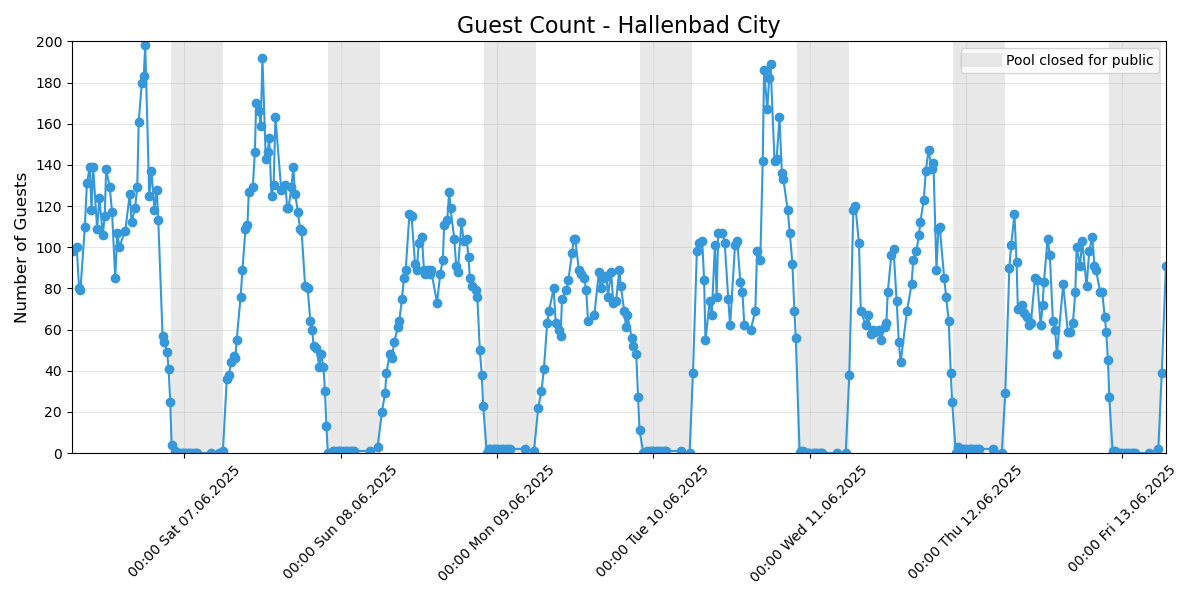 Guest Count - Hallenbad City
Pool closed for public
Number of Guests
200
180
160
140
120
100
80
60
40
20
0
00:00 Sat 07.06.2025
00:00 Sun 08.06.2025
00:00 Mon 09.06.2025
00:00 Tue 10.06.2025
00:00 Wed 11.06.2025
00:00 Thu 12.06.2025
00:00 Fri 13.06.2025